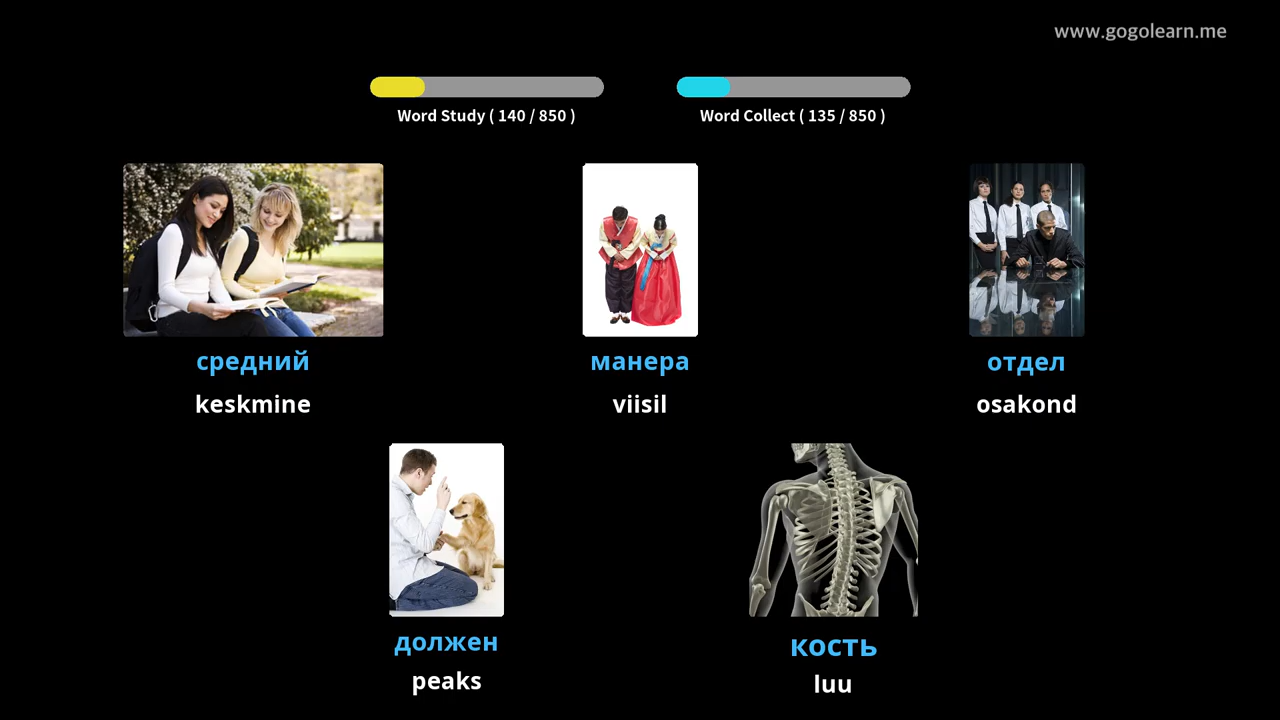 www.gogolearn.me
Word Study ( 140 / 850 )
Word Collect ( 135 / 850 )
средний
манера
отдел
keskmine
viisil
osakond
должен
кость
peaks
luu